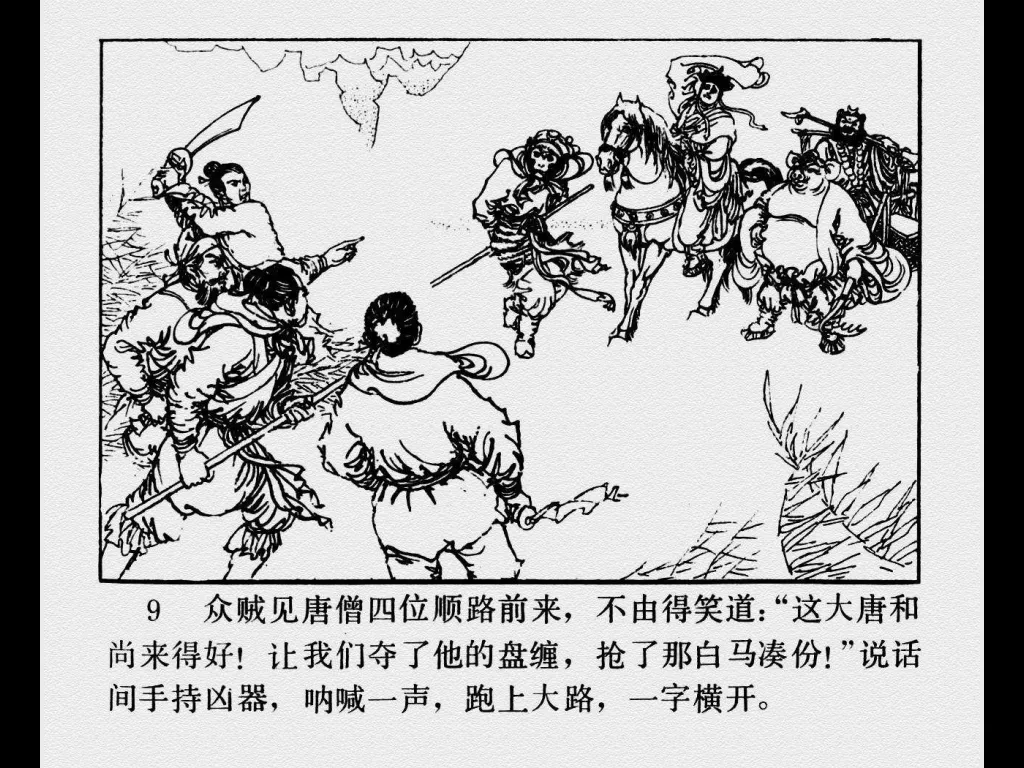 9 众贼见唐僧四位顺路前来，不由得笑道：“这大唐和
尚来得好！让我们夺了他的盘缠，抢了那白马凑份！”说话
间手持凶器，呐喊一声，跑上大路，一字横开。